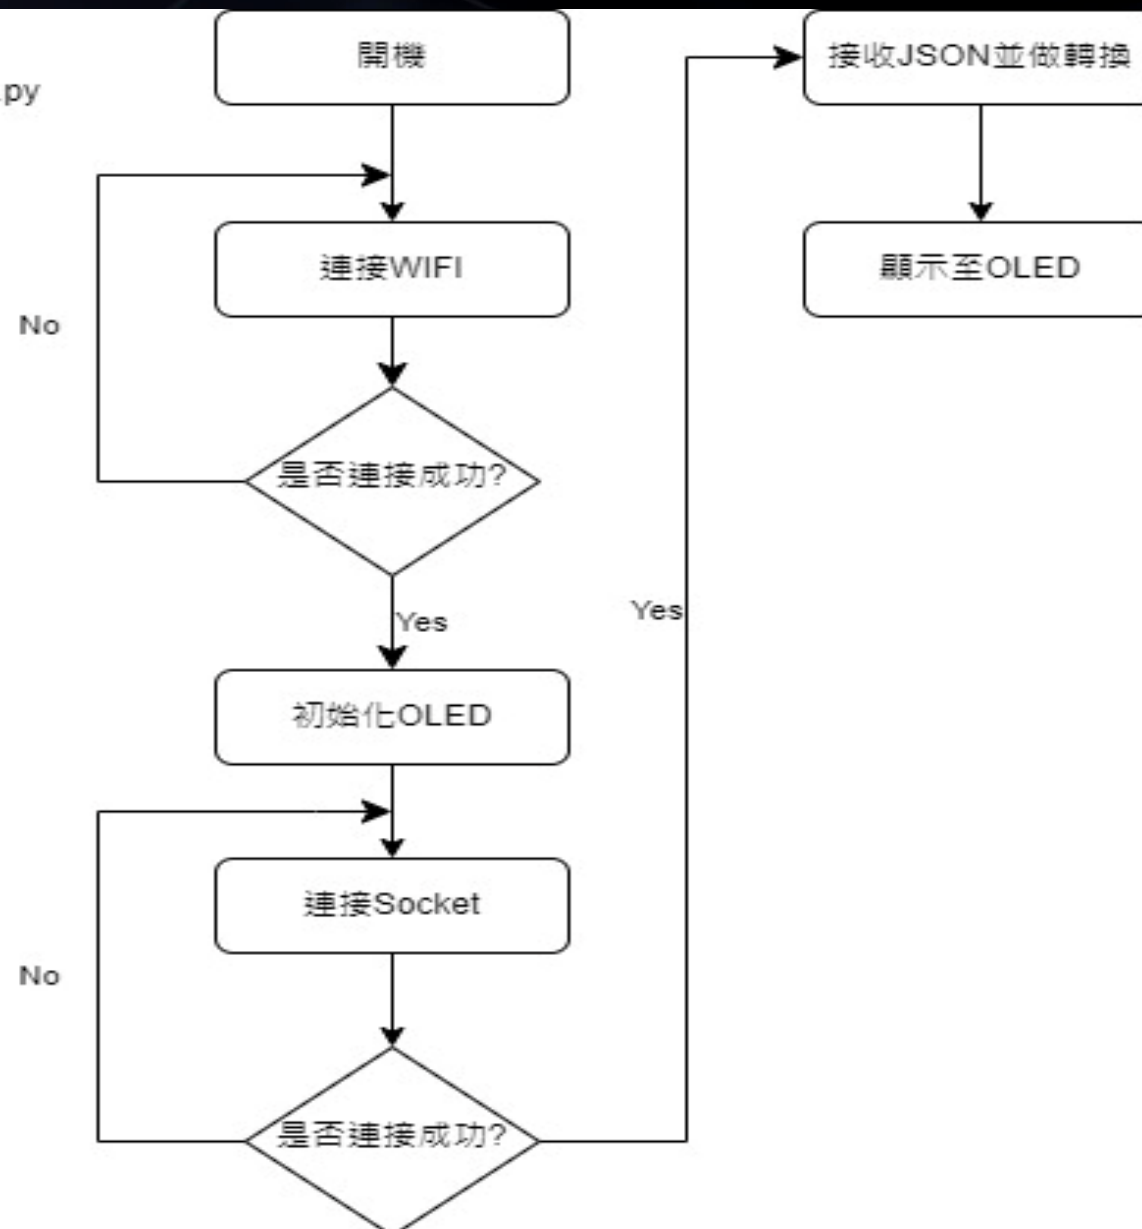 .py
開機
連接WIFI
No
是否連接成功?
Yes
初始化OLED
連接Socket
No
是否連接成功?
Yes
接收JSON並做轉換
顯示至OLED